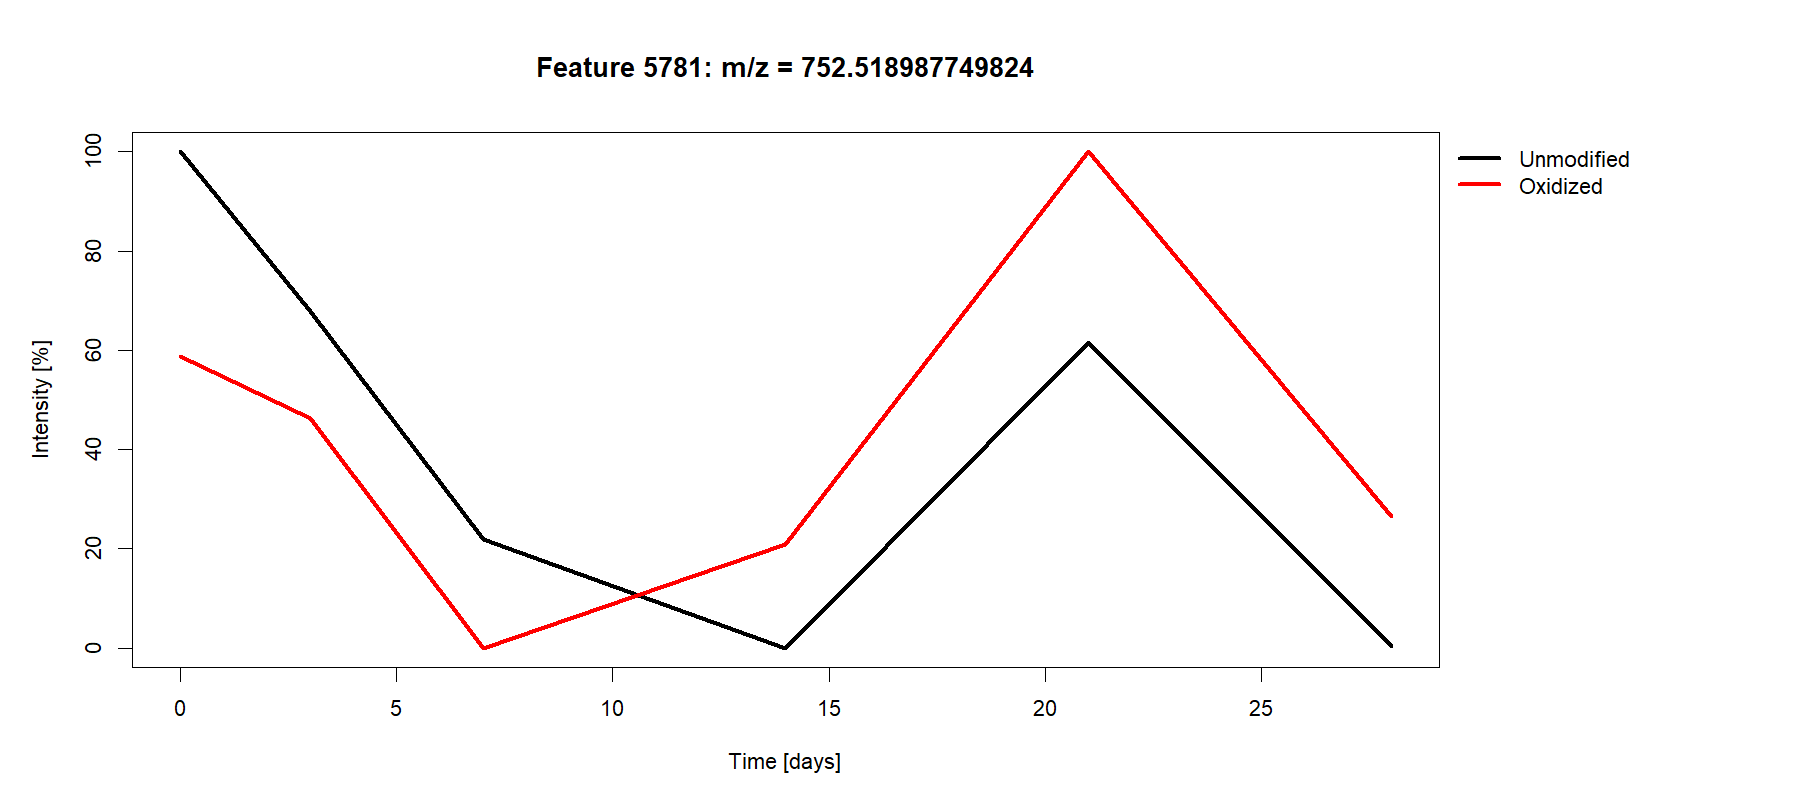 Feature 5781: m/z = 752.518987749824
Unmodified
Oxidized
Intensity [%]
100
80
60
40
20
0
0 5 10 15 20 25
Time [days]